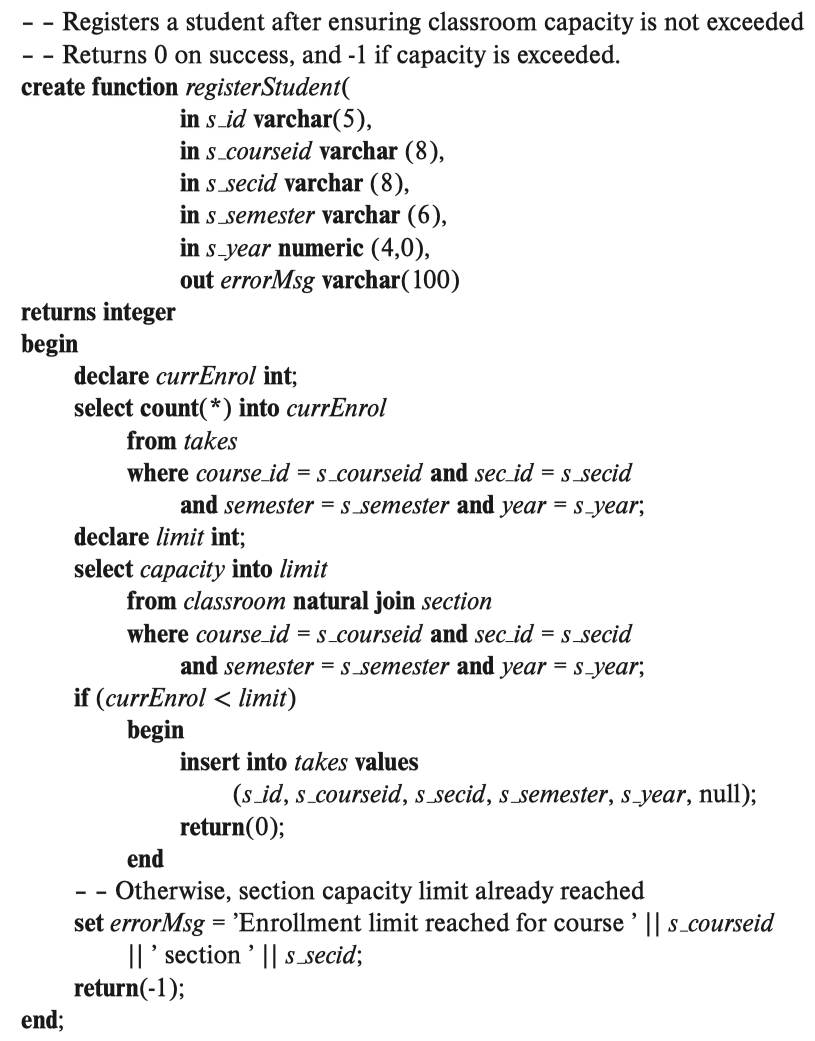 – – Registers a student after ensuring classroom capacity is not exceeded
– – Returns 0 on success, and -1 if capacity is exceeded.
create function registerStudent(
in s_id varchar(5),
in s_courseid varchar (8),
in s_secid varchar (8),
in s_semester varchar (6),
in s_year numeric (4,0),
out errorMsg varchar(100)
returns integer
begin
declare currEnrol int;
select count(*) into currEnrol
from takes
where course_id = s_courseid and sec_id = s_secid
and semester = s_semester and year = s_year;
declare limit int;
select capacity into limit
from classroom natural join section
where course_id = s_courseid and sec_id = s_secid
and semester = s_semester and year = s_year;
if (currEnrol < limit)
begin
insert into takes values
(s_id, s_courseid, s_secid, s_semester, s_year, null);
return(0);
end
– – Otherwise, section capacity limit already reached
set errorMsg = ’Enrollment limit reached for course ’ || s_courseid
|| ’ section ’ || s_secid;
return(-1);
end;